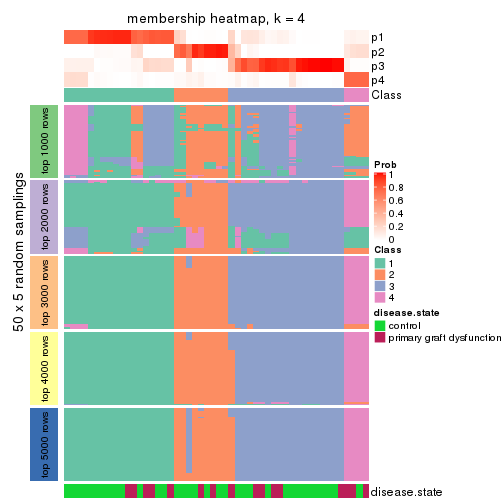 membership heatmap, k = 4
p1
p2
p3
p4
Class
50 x 5 random samplings
top 1000 rows
top 2000 rows
top 3000 rows
top 4000 rows
top 5000 rows
Prob
1
0.8
0.6
0.4
0.2
0
Class
1
2
3
4
disease.state
control
primary graft dysfunction
disease.state